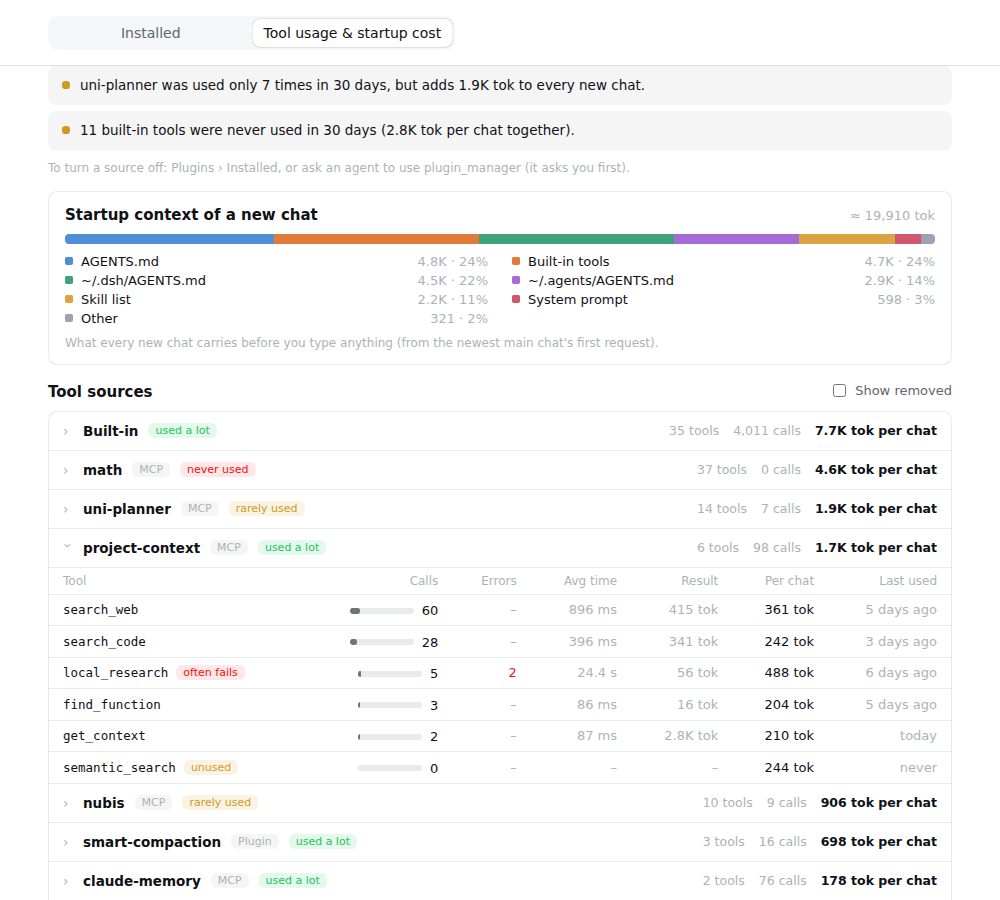 Installed
Tool usage & startup cost
uni-planner was used only 7 times in 30 days, but adds 1.9K tok to every new chat.
11 built-in tools were never used in 30 days (2.8K tok per chat together).
To turn a source off: Plugins › Installed, or ask an agent to use plugin_manager (it asks you first).
Startup context of a new chat ≈ 19,910 tok
AGENTS.md 4.8K · 24% Built-in tools 4.7K · 24%
~/.dsh/AGENTS.md 4.5K · 22% ~/.agents/AGENTS.md 2.9K · 14%
Skill list 2.2K · 11% System prompt 598 · 3%
Other 321 · 2%
What every new chat carries before you type anything (from the newest main chat's first request).
Tool sources Show removed
› Built-in used a lot 35 tools 4,011 calls 7.7K tok per chat
› math MCP never used 37 tools 0 calls 4.6K tok per chat
› uni-planner MCP rarely used 14 tools 7 calls 1.9K tok per chat
› project-context MCP used a lot 6 tools 98 calls 1.7K tok per chat
Tool Calls Errors Avg time Result Per chat Last used
search_web 60 – 896 ms 415 tok 361 tok 5 days ago
search_code 28 – 396 ms 341 tok 242 tok 3 days ago
local_research often fails 5 2 24.4 s 56 tok 488 tok 6 days ago
find_function 3 – 86 ms 16 tok 204 tok 5 days ago
get_context 2 – 87 ms 2.8K tok 210 tok today
semantic_search unused 0 – – – 244 tok never
› nubis MCP rarely used 10 tools 9 calls 906 tok per chat
› smart-compaction Plugin used a lot 3 tools 16 calls 698 tok per chat
› claude-memory MCP used a lot 2 tools 76 calls 178 tok per chat